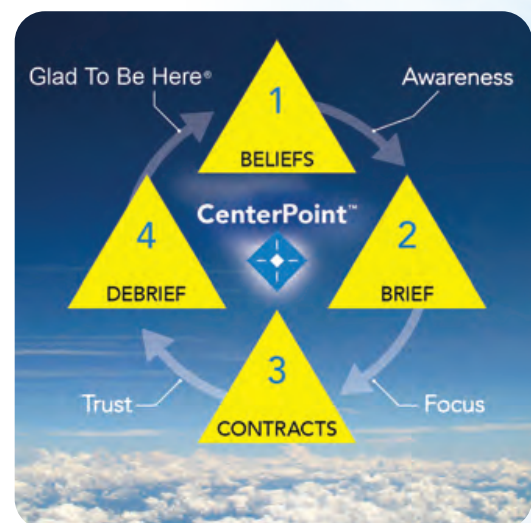 Glad To Be Here®
Awareness
1
BELIEFS
CenterPoint™
4
DEBRIEF
2
BRIEF
3
CONTRACTS
Trust
Focus